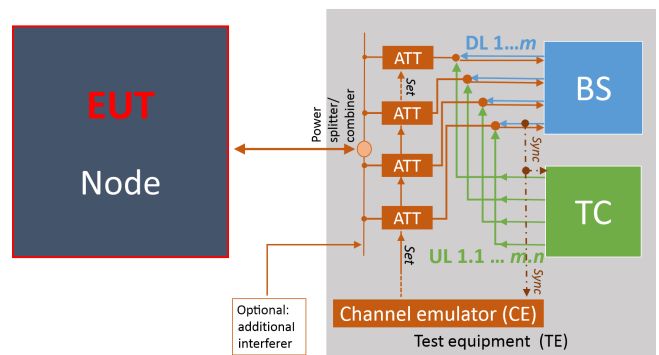 EUT
Node
Power
splitter/
combiner
ATT
Set
ATT
ATT
ATT
Set
DL 1...m
BS
Sync
TC
UL 1.1 ... m.n
Sync
Optional:
additional
interferer
Channel emulator (CE)
Test equipment (TE)